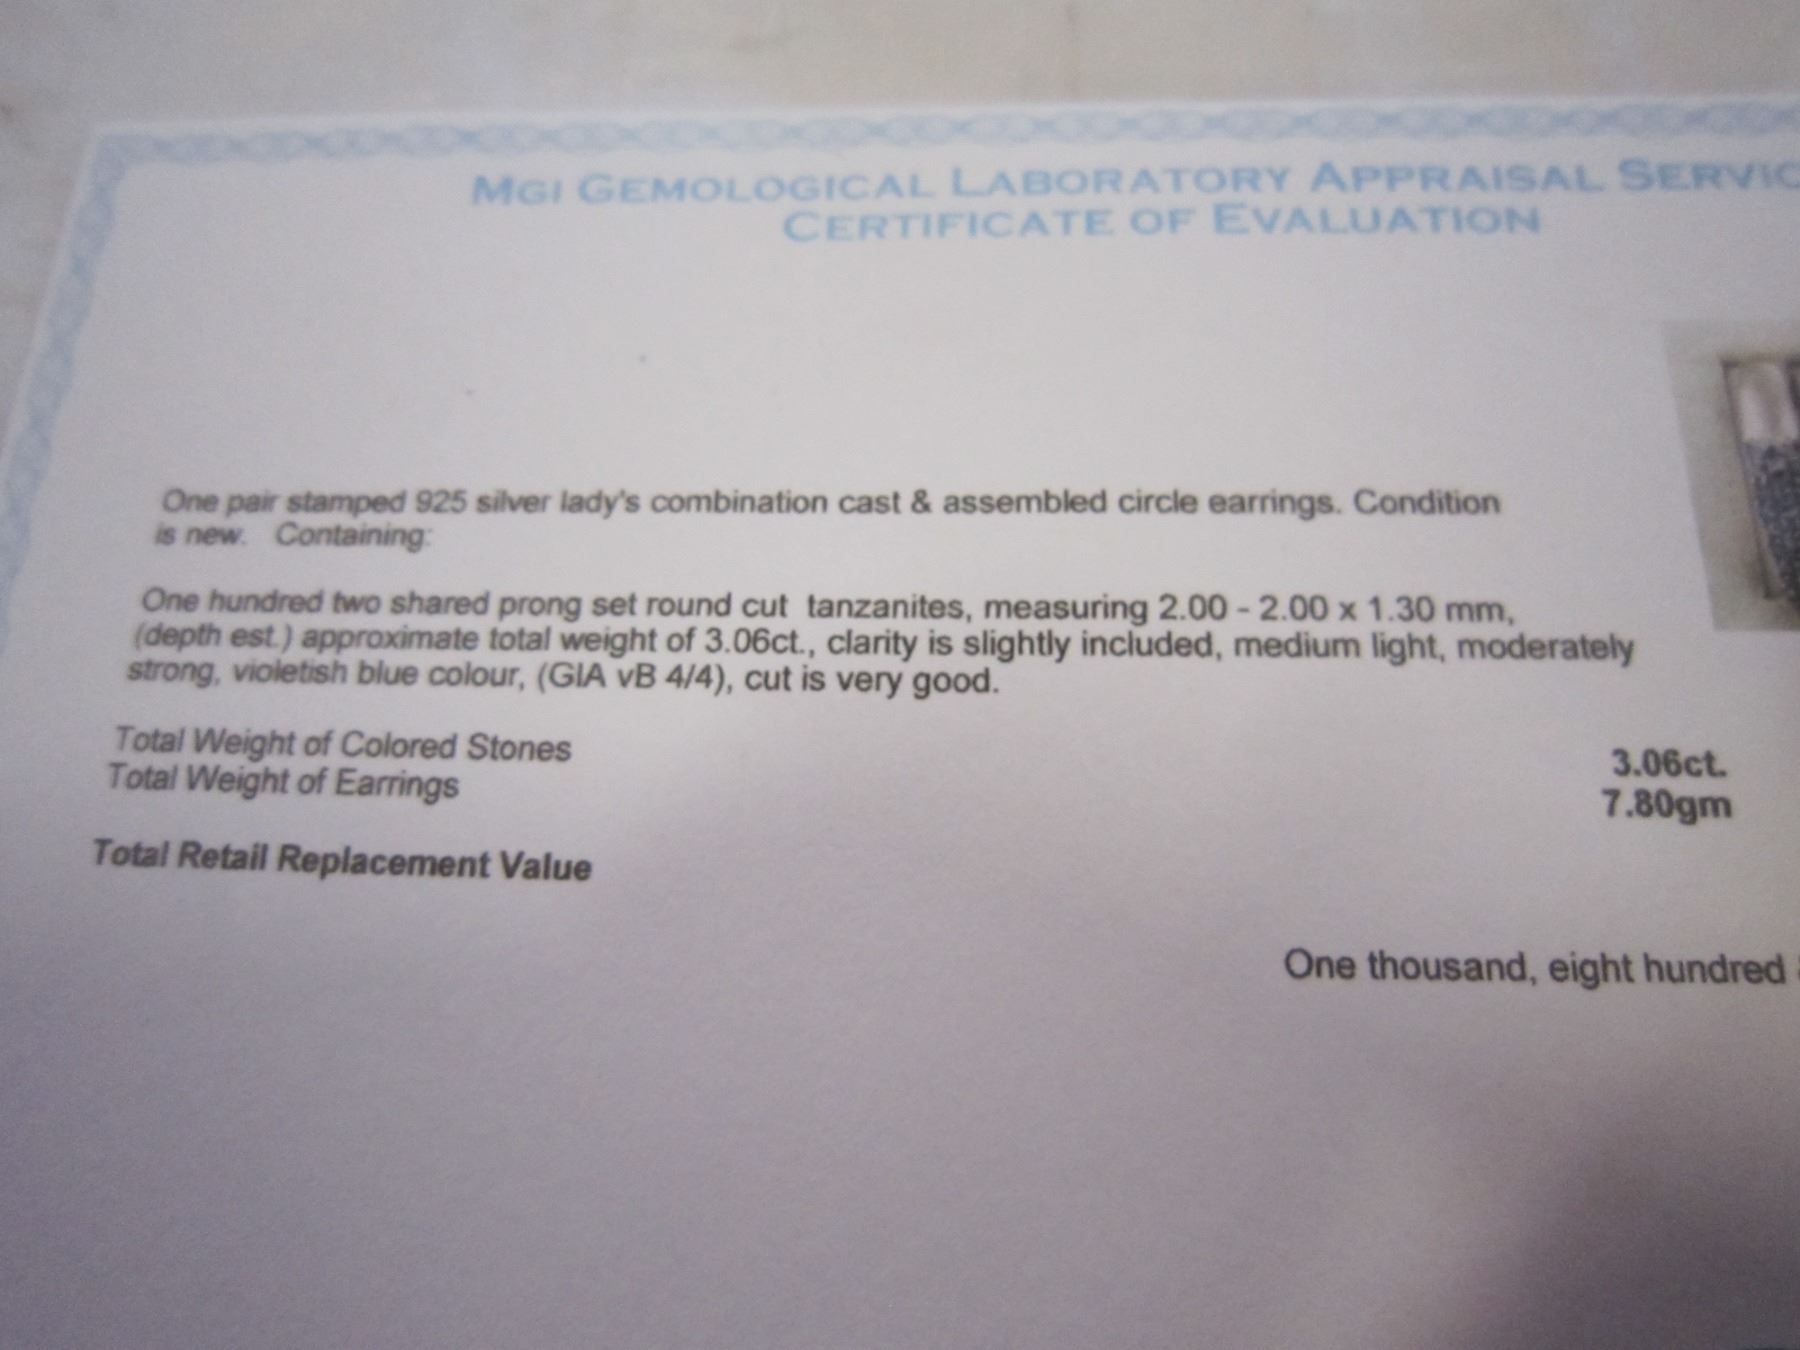 MGI GEMOLOGICAL LABORATORY APPRAISAL SERVIC
CERTIFICATE OF EVALUATION
One pair stamped 925 silver lady's combination cast & assembled circle earrings. Condition
is new. Containing:
One hundred two shared prong set round cut tanzanites, measuring 2.00 - 2.00 x 1.30 mm,
(depth est.) approximate total weight of 3.06ct., clarity is slightly included, medium light, moderately
strong, violetish blue colour, (GIA vB 4/4), cut is very good.
Total Weight of Colored Stones 3.06ct.
Total Weight of Earrings 7.80gm
Total Retail Replacement Value
One thousand, eight hundred